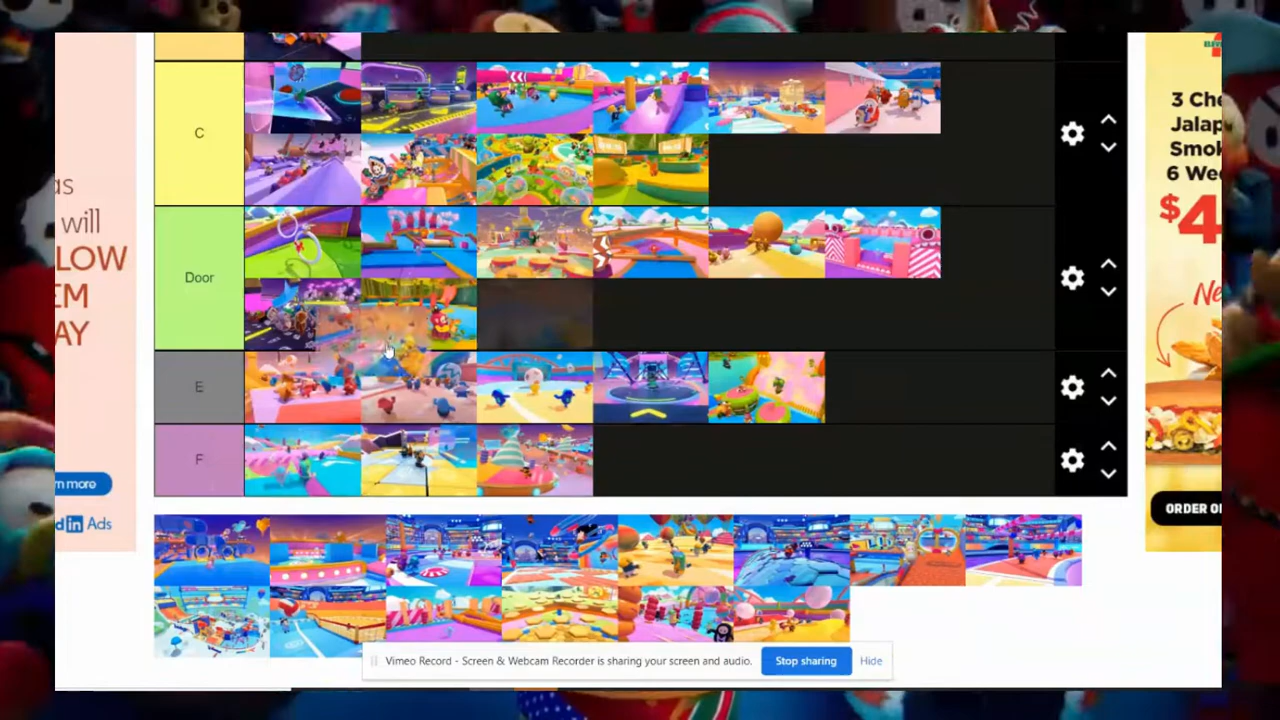 as
will
LOW
EM
AY
rn more
din Ads
C
Door
E
F
3 Che
Jalap
Smok
6 We
$4
Ne
ORDER O
Vimeo Record - Screen & Webcam Recorder is sharing your screen and audio.
Stop sharing
Hide